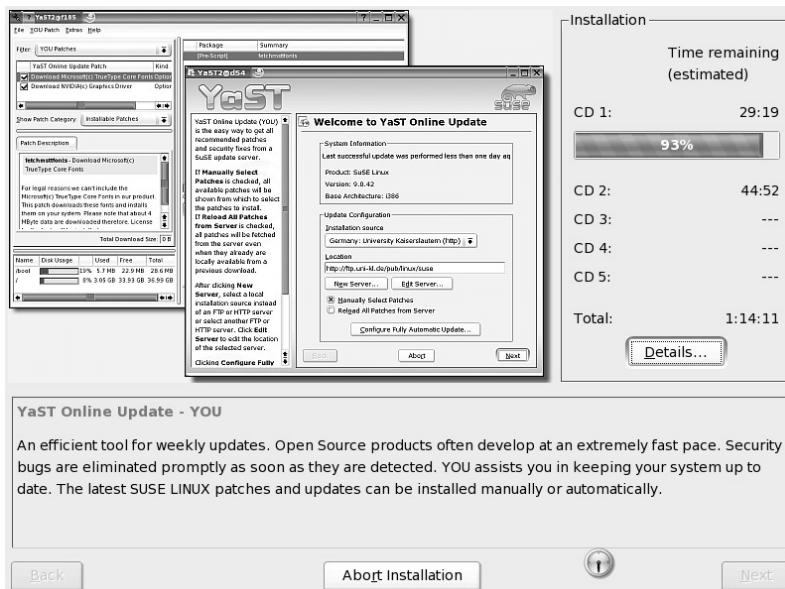 YaST2@f185
File YOU Patch Extras Help
Filter: YOU Patches
YaST Online Update Patch Kind
Download Microsoft(c) TrueType Core Fonts Option
Download NVIDIA(c) Graphics Driver Option
Show Patch Category: Installable Patches
Patch Description
fetchmsttfonts - Download Microsoft(c)
TrueType Core Fonts
For legal reasons we can't include the
Microsoft(c) TrueType Core Fonts in our product.
This patch downloads these fonts and installs
them on your system. Please note that about 4
MByte data are downloaded therefore. License
Total Download Size: 0 B
Name Disk Usage Used Free Total
/boot 19% 5.7 MB 22.9 MB 28.6 MB
/ 8% 3.05 GB 33.93 GB 36.99 GB
Package Summary
[Pre-Script] fetchmsttfonts
YaST2@d54
YaST
SUSE
YaST Online Update (YOU)
is the easy way to get all
recommended patches
and security fixes from a
SuSE update server.
If Manually Select
Patches is checked, all
available patches will be
shown from which to select
the patches to install.
If Reload All Patches
from Server is checked,
all patches will be fetched
from the server even
when they already are
locally available from a
previous download.
After clicking New
Server, select a local
installation source instead
of an FTP or HTTP server
or select another FTP or
HTTP server. Click Edit
Server to edit the location
of the selected server.
Clicking Configure Fully
Welcome to YaST Online Update
System Information
Last successful update was performed less than one day ag
Product: SuSE Linux
Version: 9.0.42
Base Architecture: i386
Update Configuration
Installation source
Germany: University Kaiserslautern (http)
Location
http://ftp.uni-kl.de/pub/linux/suse
New Server... Edit Server...
Manually Select Patches
Reload All Patches from Server
Configure Fully Automatic Update...
Back Abort Next
Installation
Time remaining
(estimated)
CD 1: 29:19
93%
CD 2: 44:52
CD 3: ---
CD 4: ---
CD 5: ---
Total: 1:14:11
Details...
YaST Online Update - YOU
An efficient tool for weekly updates. Open Source products often develop at an extremely fast pace. Security
bugs are eliminated promptly as soon as they are detected. YOU assists you in keeping your system up to
date. The latest SUSE LINUX patches and updates can be installed manually or automatically.
Back Abort Installation Next